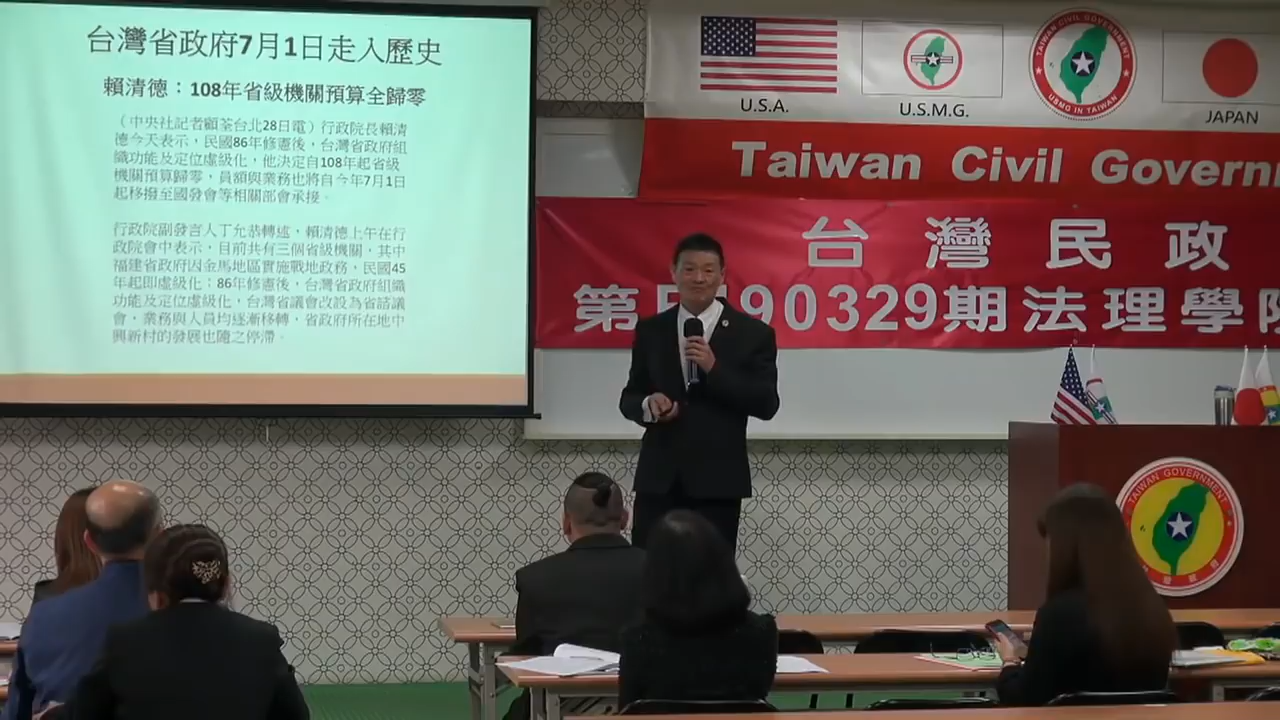 台灣省政府7月1日走入歷史
賴清德：108年省級機關預算全歸零
（中央社記者顧荃台北28日電）行政院長賴清
德今天表示，民國86年修憲後，台灣省政府組
織功能及定位虛級化，他決定自108年起省級
機關預算歸零，員額與業務也將自今年7月1日
起移撥至國發會等相關部會承接。
行政院副發言人丁允恭轉述，賴清德上午在行
政院會中表示，目前共有三個省級機關，其中
福建省政府因金馬地區實施戰地政務，民國45
年起即虛級化；86年修憲後，台灣省政府組織
功能及定位虛級化，台灣省議會改設為省諮議
會，業務與人員均逐漸移轉，省政府所在地中
興新村的發展也隨之停滯。
U.S.A.
U.S.M.G.
TAIWAN CIVIL GOVERNMENT
USMG IN TAIWAN
JAPAN
Taiwan Civil Governm
台灣民政
第 190329期法理學院
TAIWAN GOVERNMENT